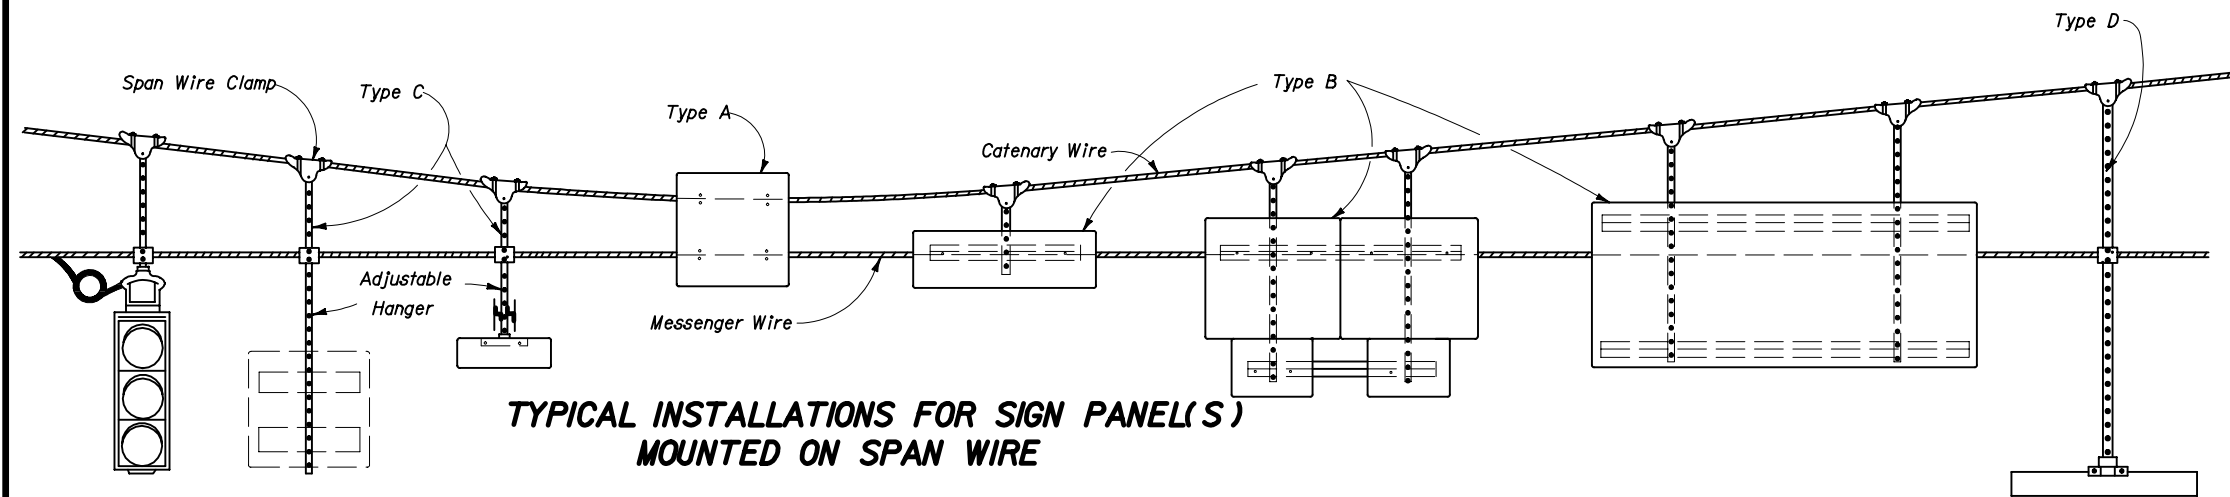 Type D
Span Wire Clamp
Type C
Type B
Type A
Catenary Wire
Adjustable
Hanger
Messenger Wire
TYPICAL INSTALLATIONS FOR SIGN PANEL(S)
MOUNTED ON SPAN WIRE